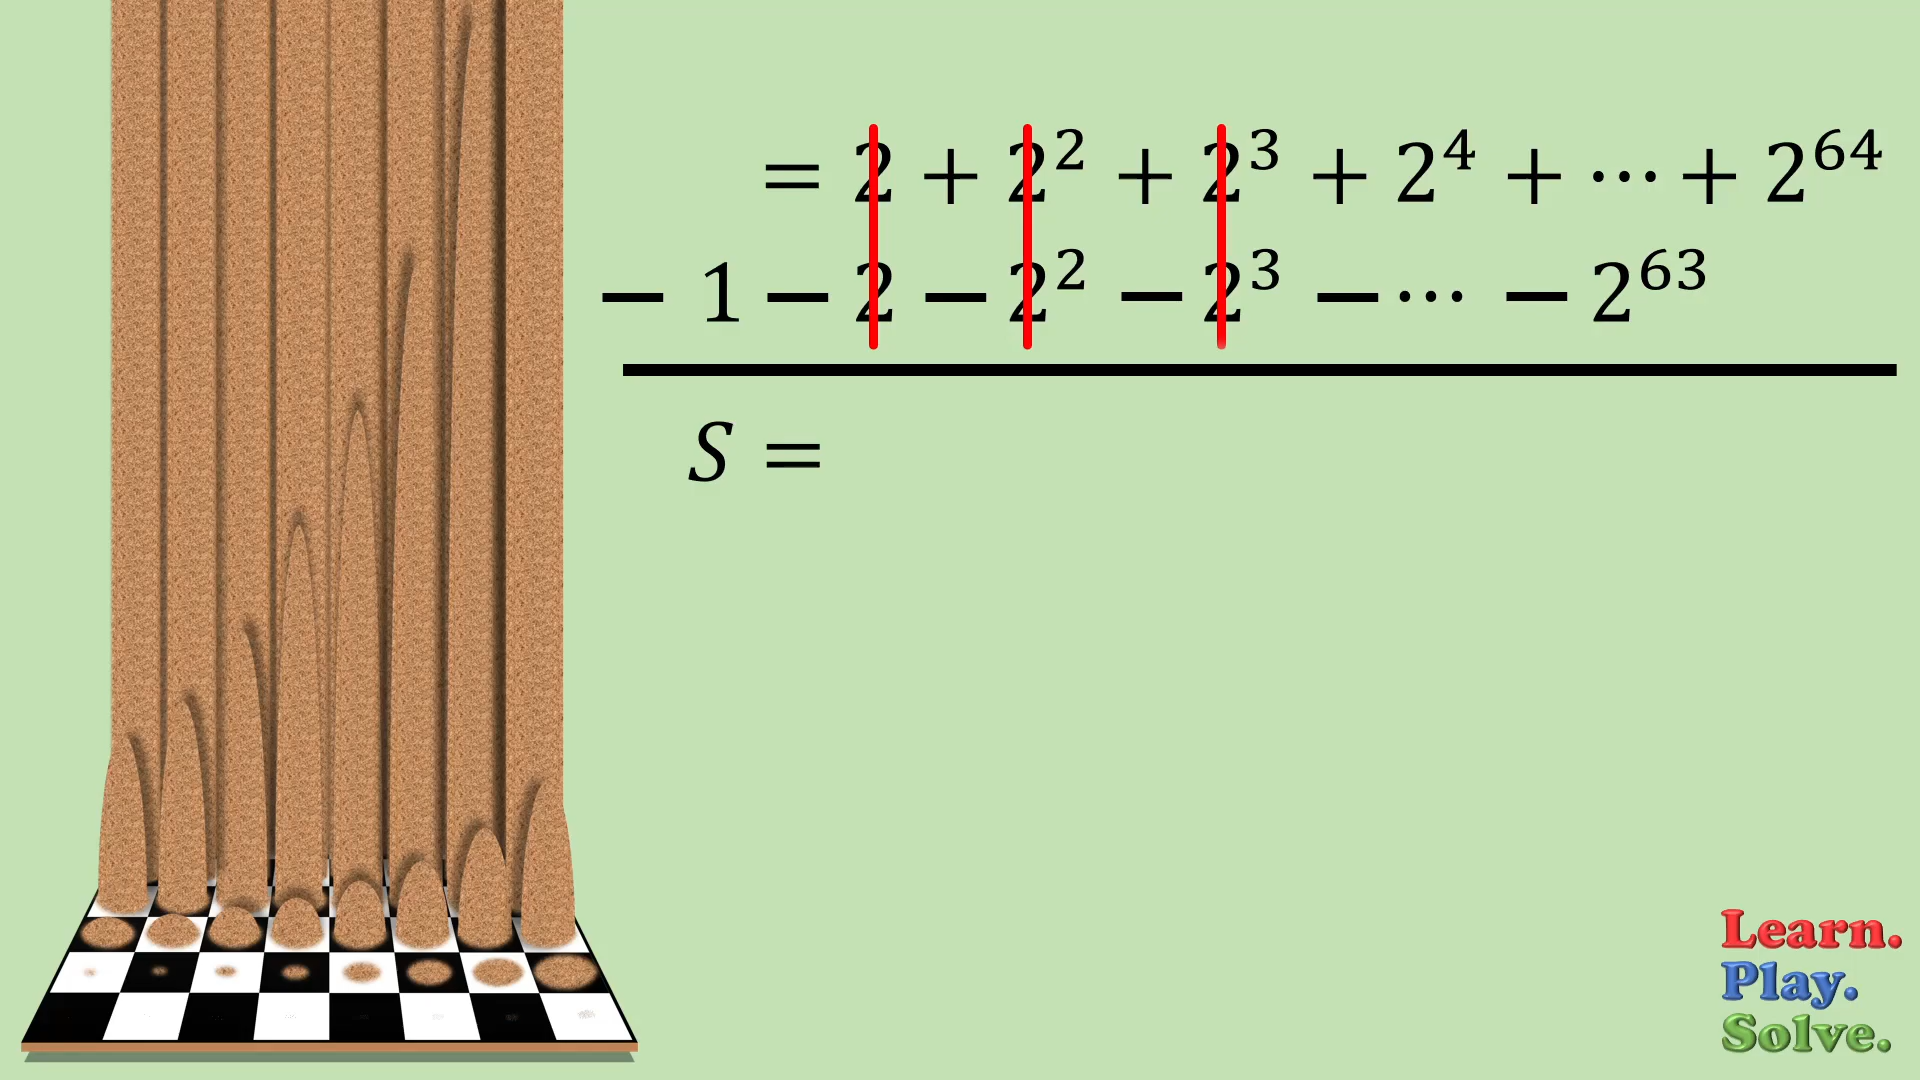 = 2 + 2² + 2³ + 2⁴ + ⋯ + 2⁶⁴
− 1 − 2 − 2² − 2³ − ⋯ − 2⁶³
S =
Learn.
Play.
Solve.